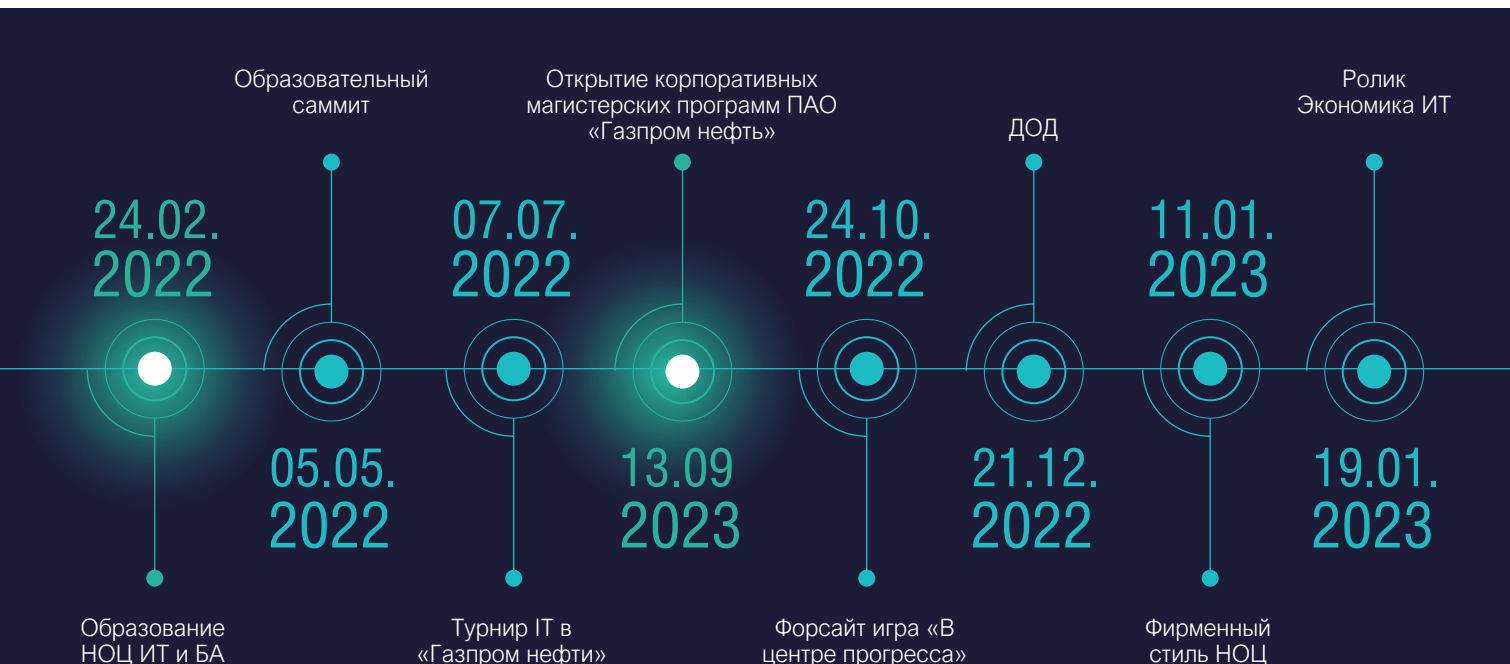 Образовательный
саммит
Открытие корпоративных
магистерских программ ПАО
«Газпром нефть»
ДОД
Ролик
Экономика ИТ
24.02.
2022
07.07.
2022
24.10.
2022
11.01.
2023
05.05.
2022
13.09
2023
21.12.
2022
19.01.
2023
Образование
НОЦ ИТ и БА
Турнир IT в
«Газпром нефти»
Форсайт игра «В
центре прогресса»
Фирменный
стиль НОЦ